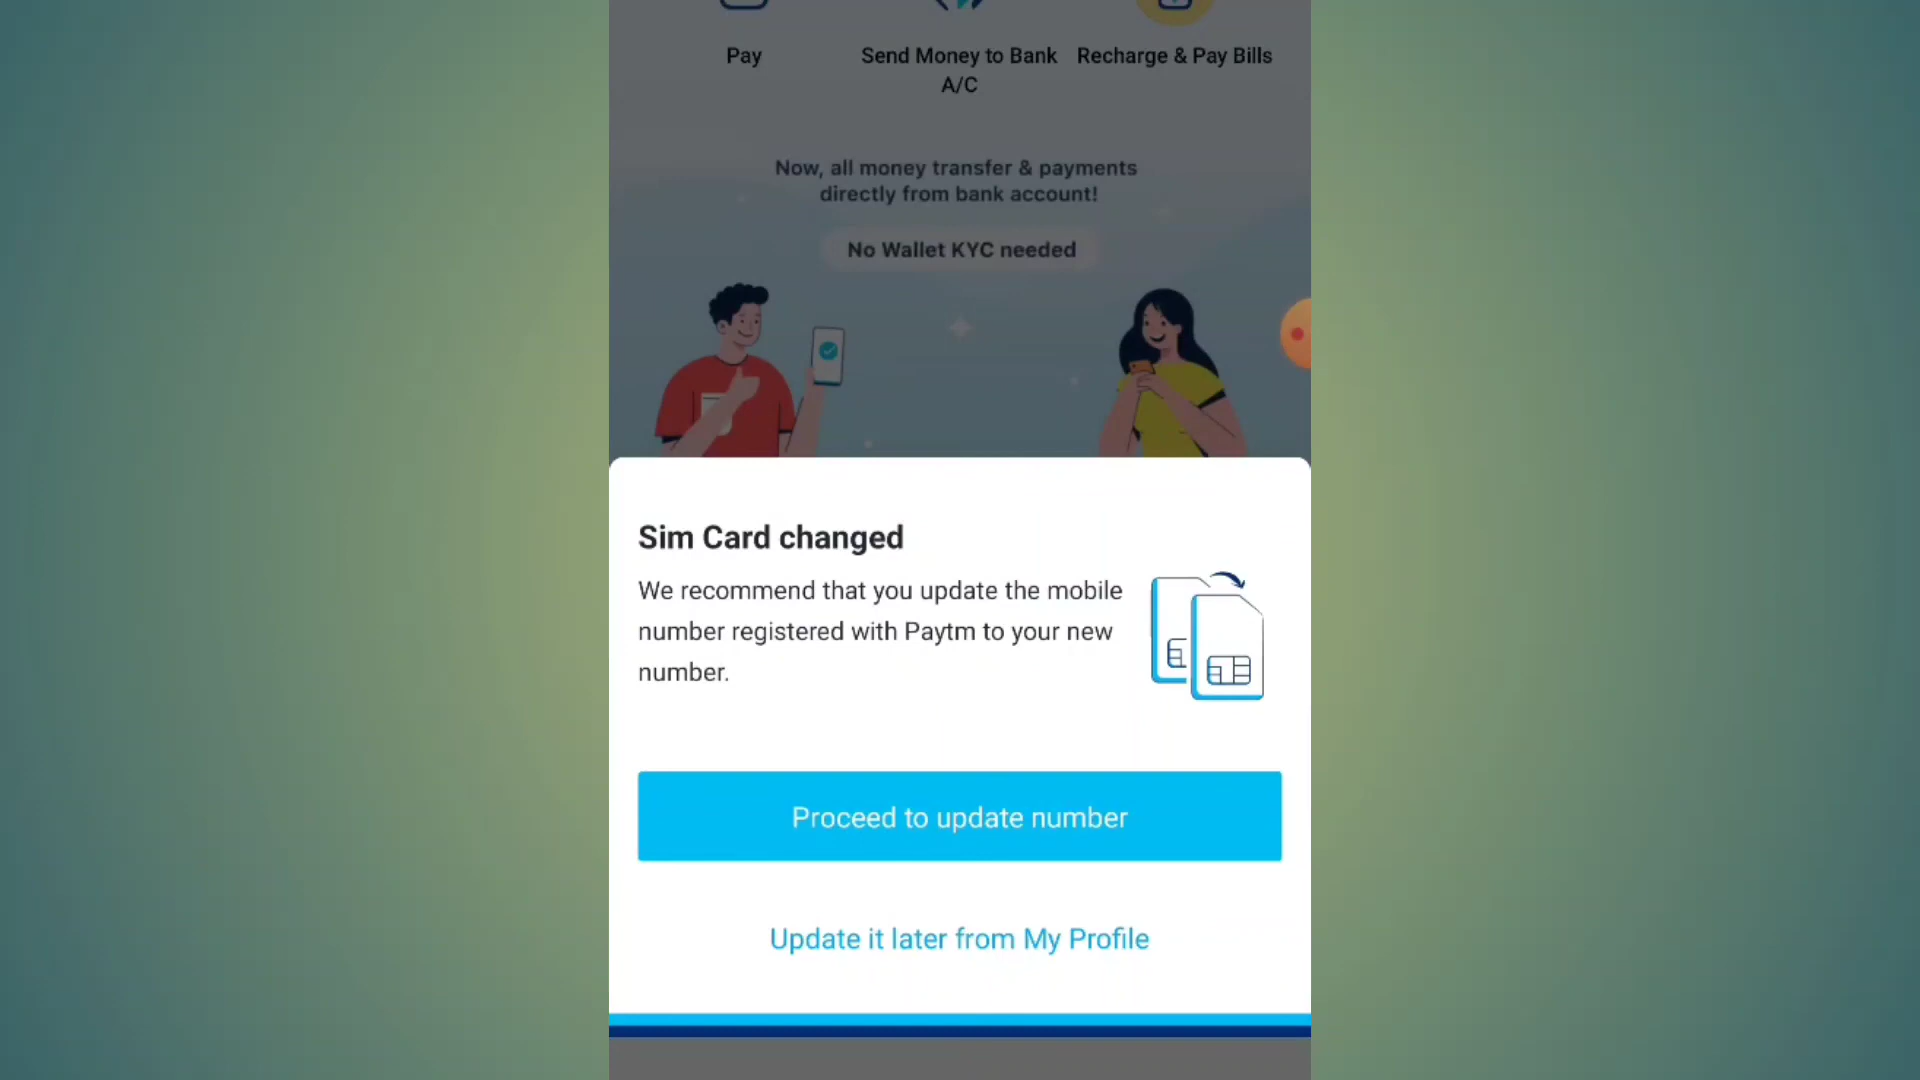 Pay
Send Money to Bank
A/C
Recharge & Pay Bills
Now, all money transfer & payments
directly from bank account!
No Wallet KYC needed
Sim Card changed
We recommend that you update the mobile
number registered with Paytm to your new
number.
Proceed to update number
Update it later from My Profile